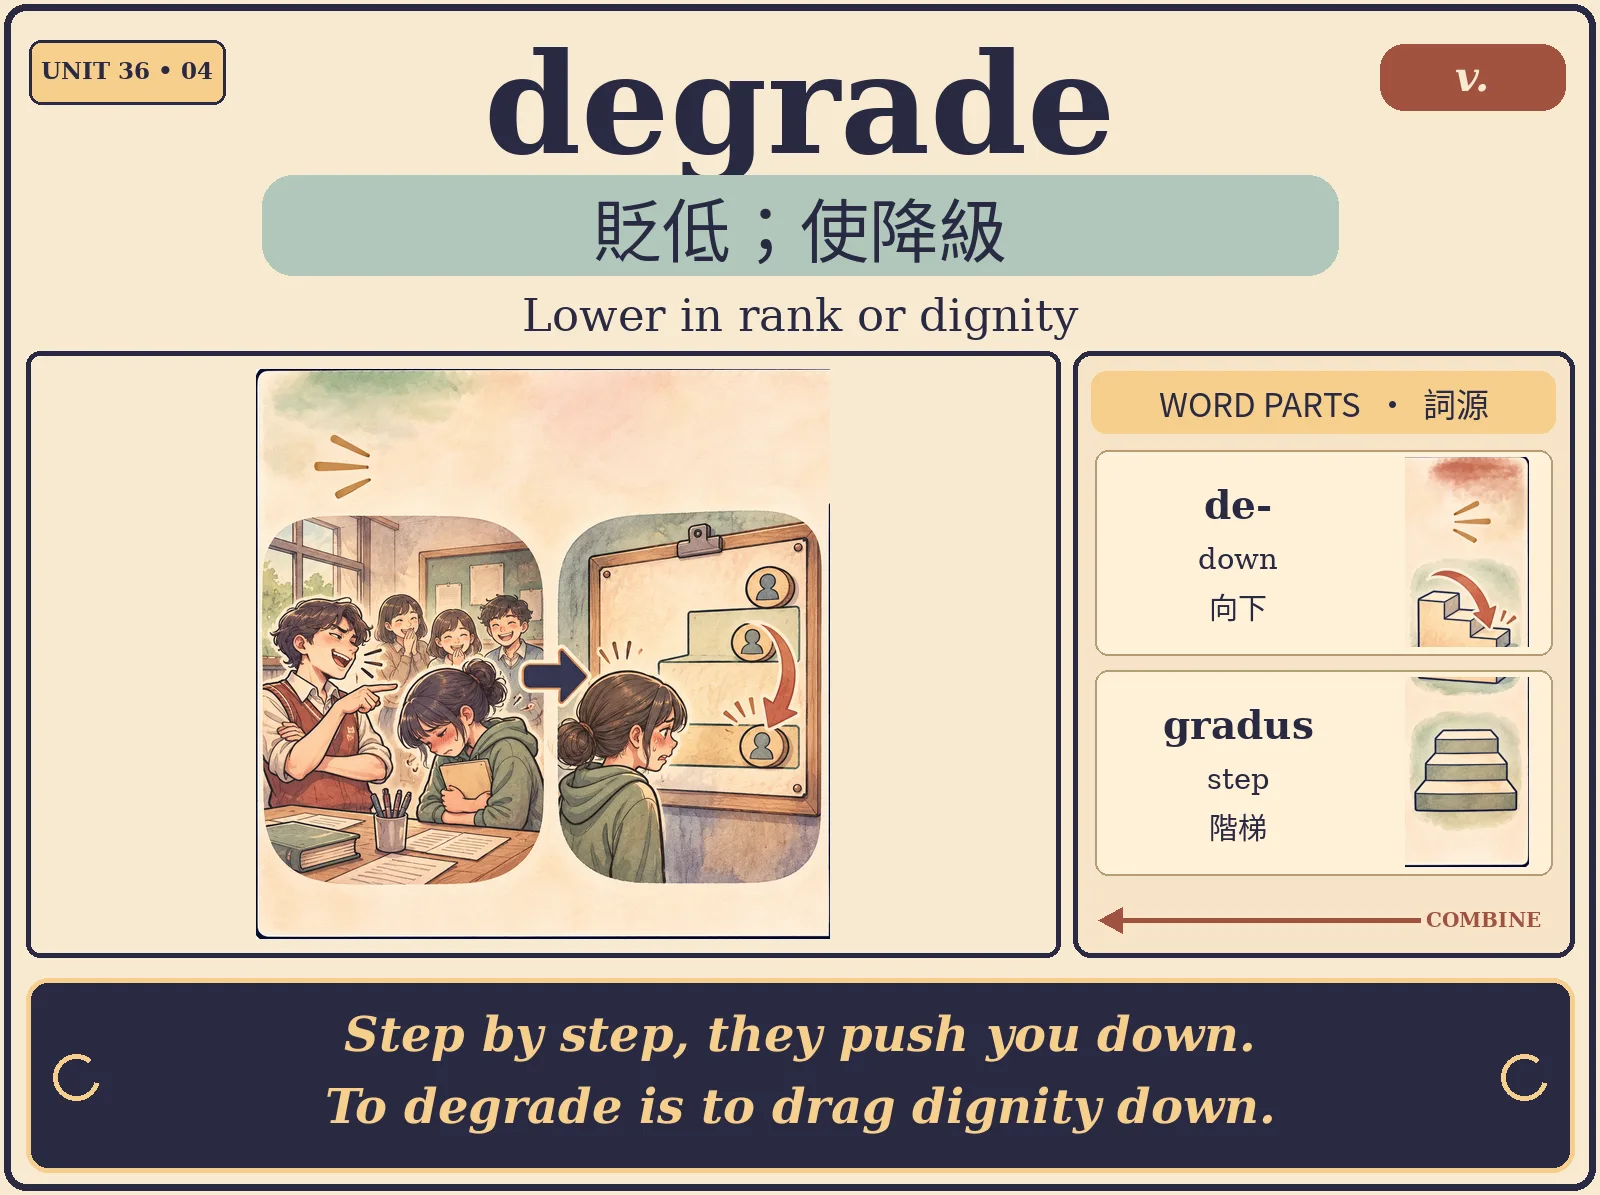 UNIT 36 • 04
degrade
v.
貶低；使降級
Lower in rank or dignity
WORD PARTS • 詞源
de-
down
向下
gradus
step
階梯
COMBINE
Step by step, they push you down.
To degrade is to drag dignity down.